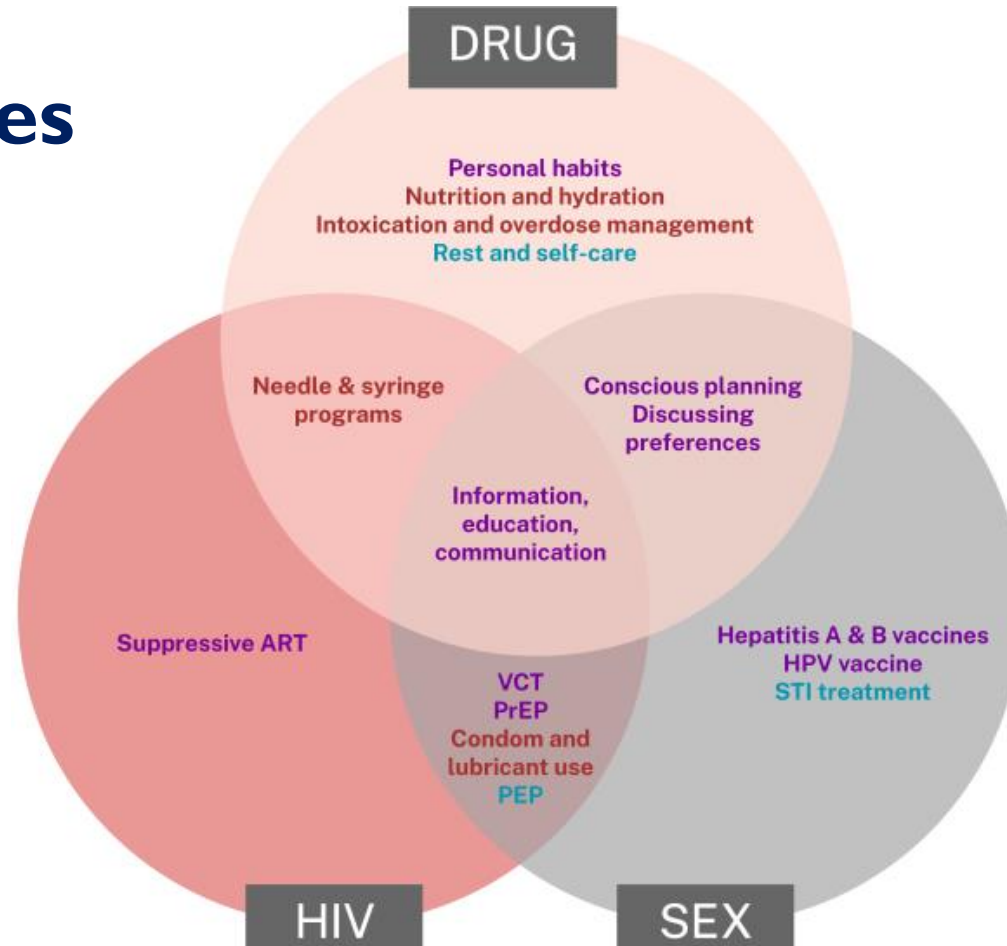 DRUG
es
Personal habits
Nutrition and hydration
Intoxication and overdose management
Rest and self-care
Needle & syringe
programs
Conscious planning
Discussing
preferences
Information,
education,
communication
Suppressive ART
Hepatitis A & B vaccines
HPV vaccine
STI treatment
VCT
PrEP
Condom and
lubricant use
PEP
HIV
SEX